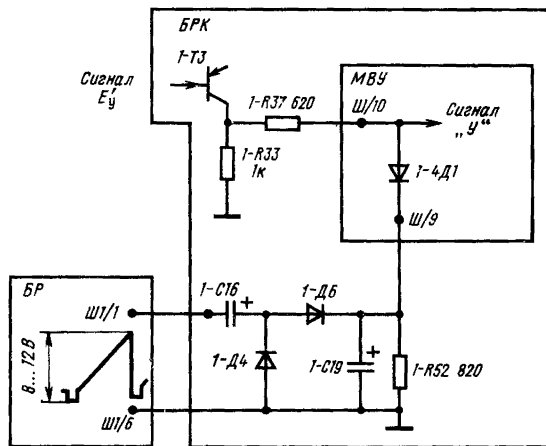 БРК
1-Т3
МВУ
Сигнал
E'у
1-R37 620
Ш/10
Сигнал
„У“
1-R33
1к
1-4Д1
Ш/9
БР
Ш1/1
1-С16
+
1-Д6
8...12В
1-Д4
1-С19
+
1-R52 820
Ш1/6